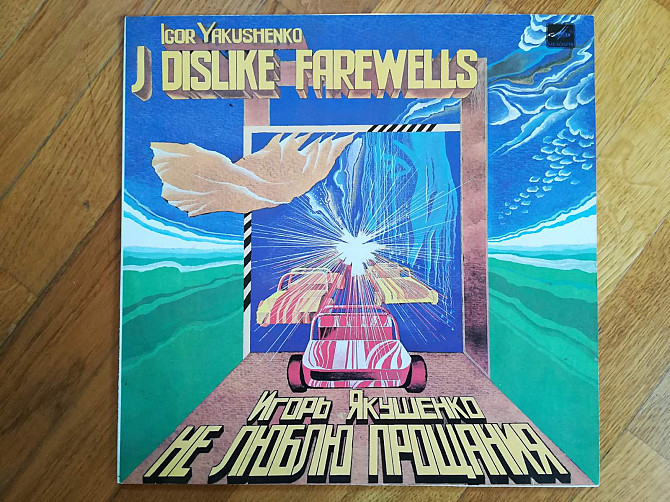 IGOR YAKUSHENKO
J DISLIKE FAREWELLS
ИГОРЬ ЯКУШЕНКО
НЕ ЛЮБЛЮ ПРОЩАНИЯ